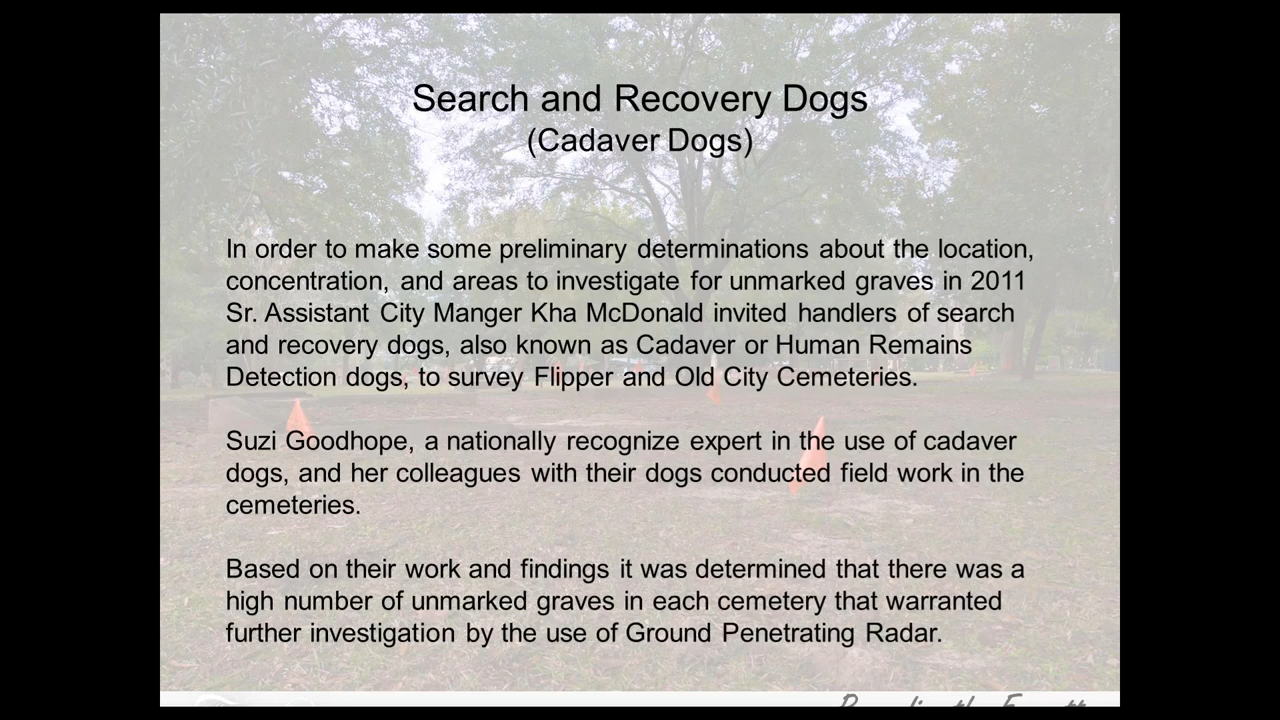 Search and Recovery Dogs
(Cadaver Dogs)
In order to make some preliminary determinations about the location,
concentration, and areas to investigate for unmarked graves in 2011
Sr. Assistant City Manger Kha McDonald invited handlers of search
and recovery dogs, also known as Cadaver or Human Remains
Detection dogs, to survey Flipper and Old City Cemeteries.
Suzi Goodhope, a nationally recognize expert in the use of cadaver
dogs, and her colleagues with their dogs conducted field work in the
cemeteries.
Based on their work and findings it was determined that there was a
high number of unmarked graves in each cemetery that warranted
further investigation by the use of Ground Penetrating Radar.